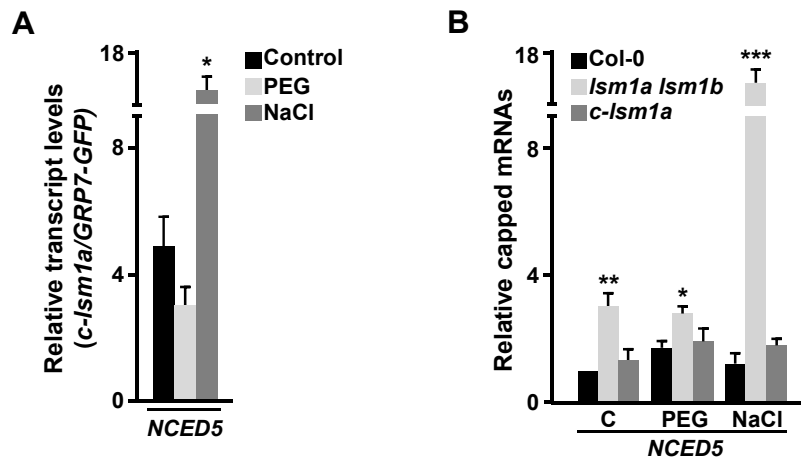 A
Relative transcript levels
(c-lsm1a/GRP7-GFP)
18
8
4
0
*
Control
PEG
NaCl
NCED5
B
Relative capped mRNAs
18
8
4
0
Col-0
lsm1a lsm1b
c-lsm1a
**
*
***
C PEG NaCl
NCED5